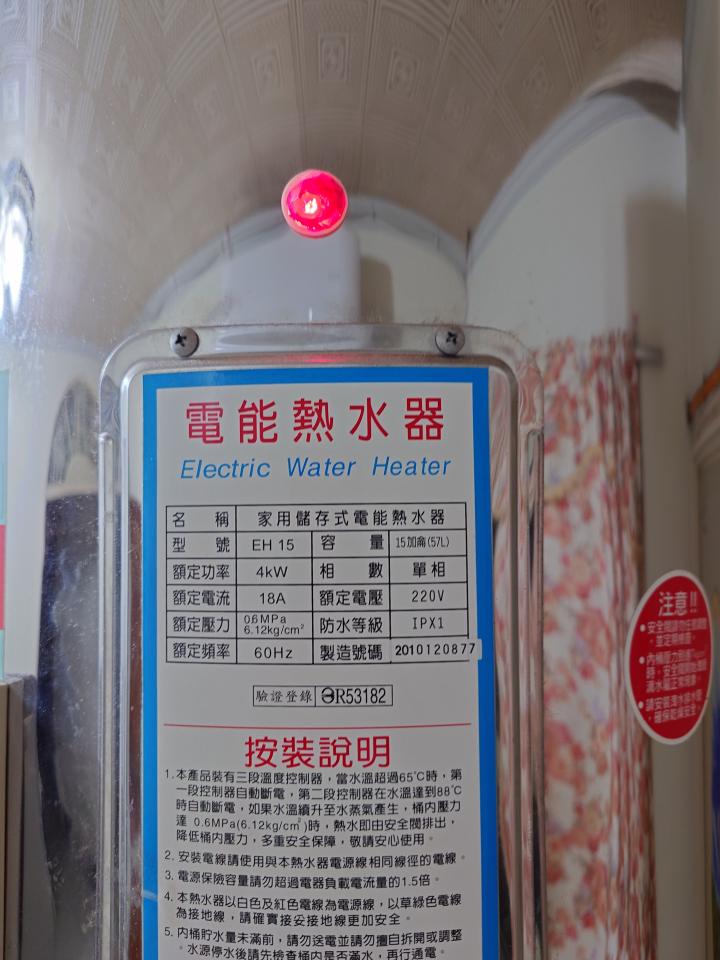 電能熱水器
Electric Water Heater
名 稱 家用儲存式電能熱水器
型 號 EH 15 容 量 15加侖(57L)
額定功率 4kW 相 數 單相
額定電流 18A 額定電壓 220V
額定壓力 0.6MPa 6.12kg/cm² 防水等級 IPX1
額定頻率 60Hz 製造號碼 2010120877
驗證登錄 R53182
按裝說明
1.本產品裝有三段溫度控制器，當水溫超過65℃時，第
一段控制器自動斷電，第二段控制器在水溫達到88℃
時自動斷電，如果水溫續升至水蒸氣產生，桶內壓力
達 0.6MPa(6.12kg/cm²)時，熱水即由安全閥排出，
降低桶內壓力，多重安全保障，敬請安心使用。
2. 安裝電線請使用與本熱水器電源線相同線徑的電線。
3. 電源保險容量請勿超過電器負載電流量的1.5倍。
4. 本熱水器以白色及紅色電線為電源線，以草綠色電線
為接地線，請確實接妥接地線更加安全。
5. 內桶貯水量未滿前，請勿送電並請勿擅自拆開或調整
。水源停水後請先檢查桶內是否滿水，再行通電。
注意!!